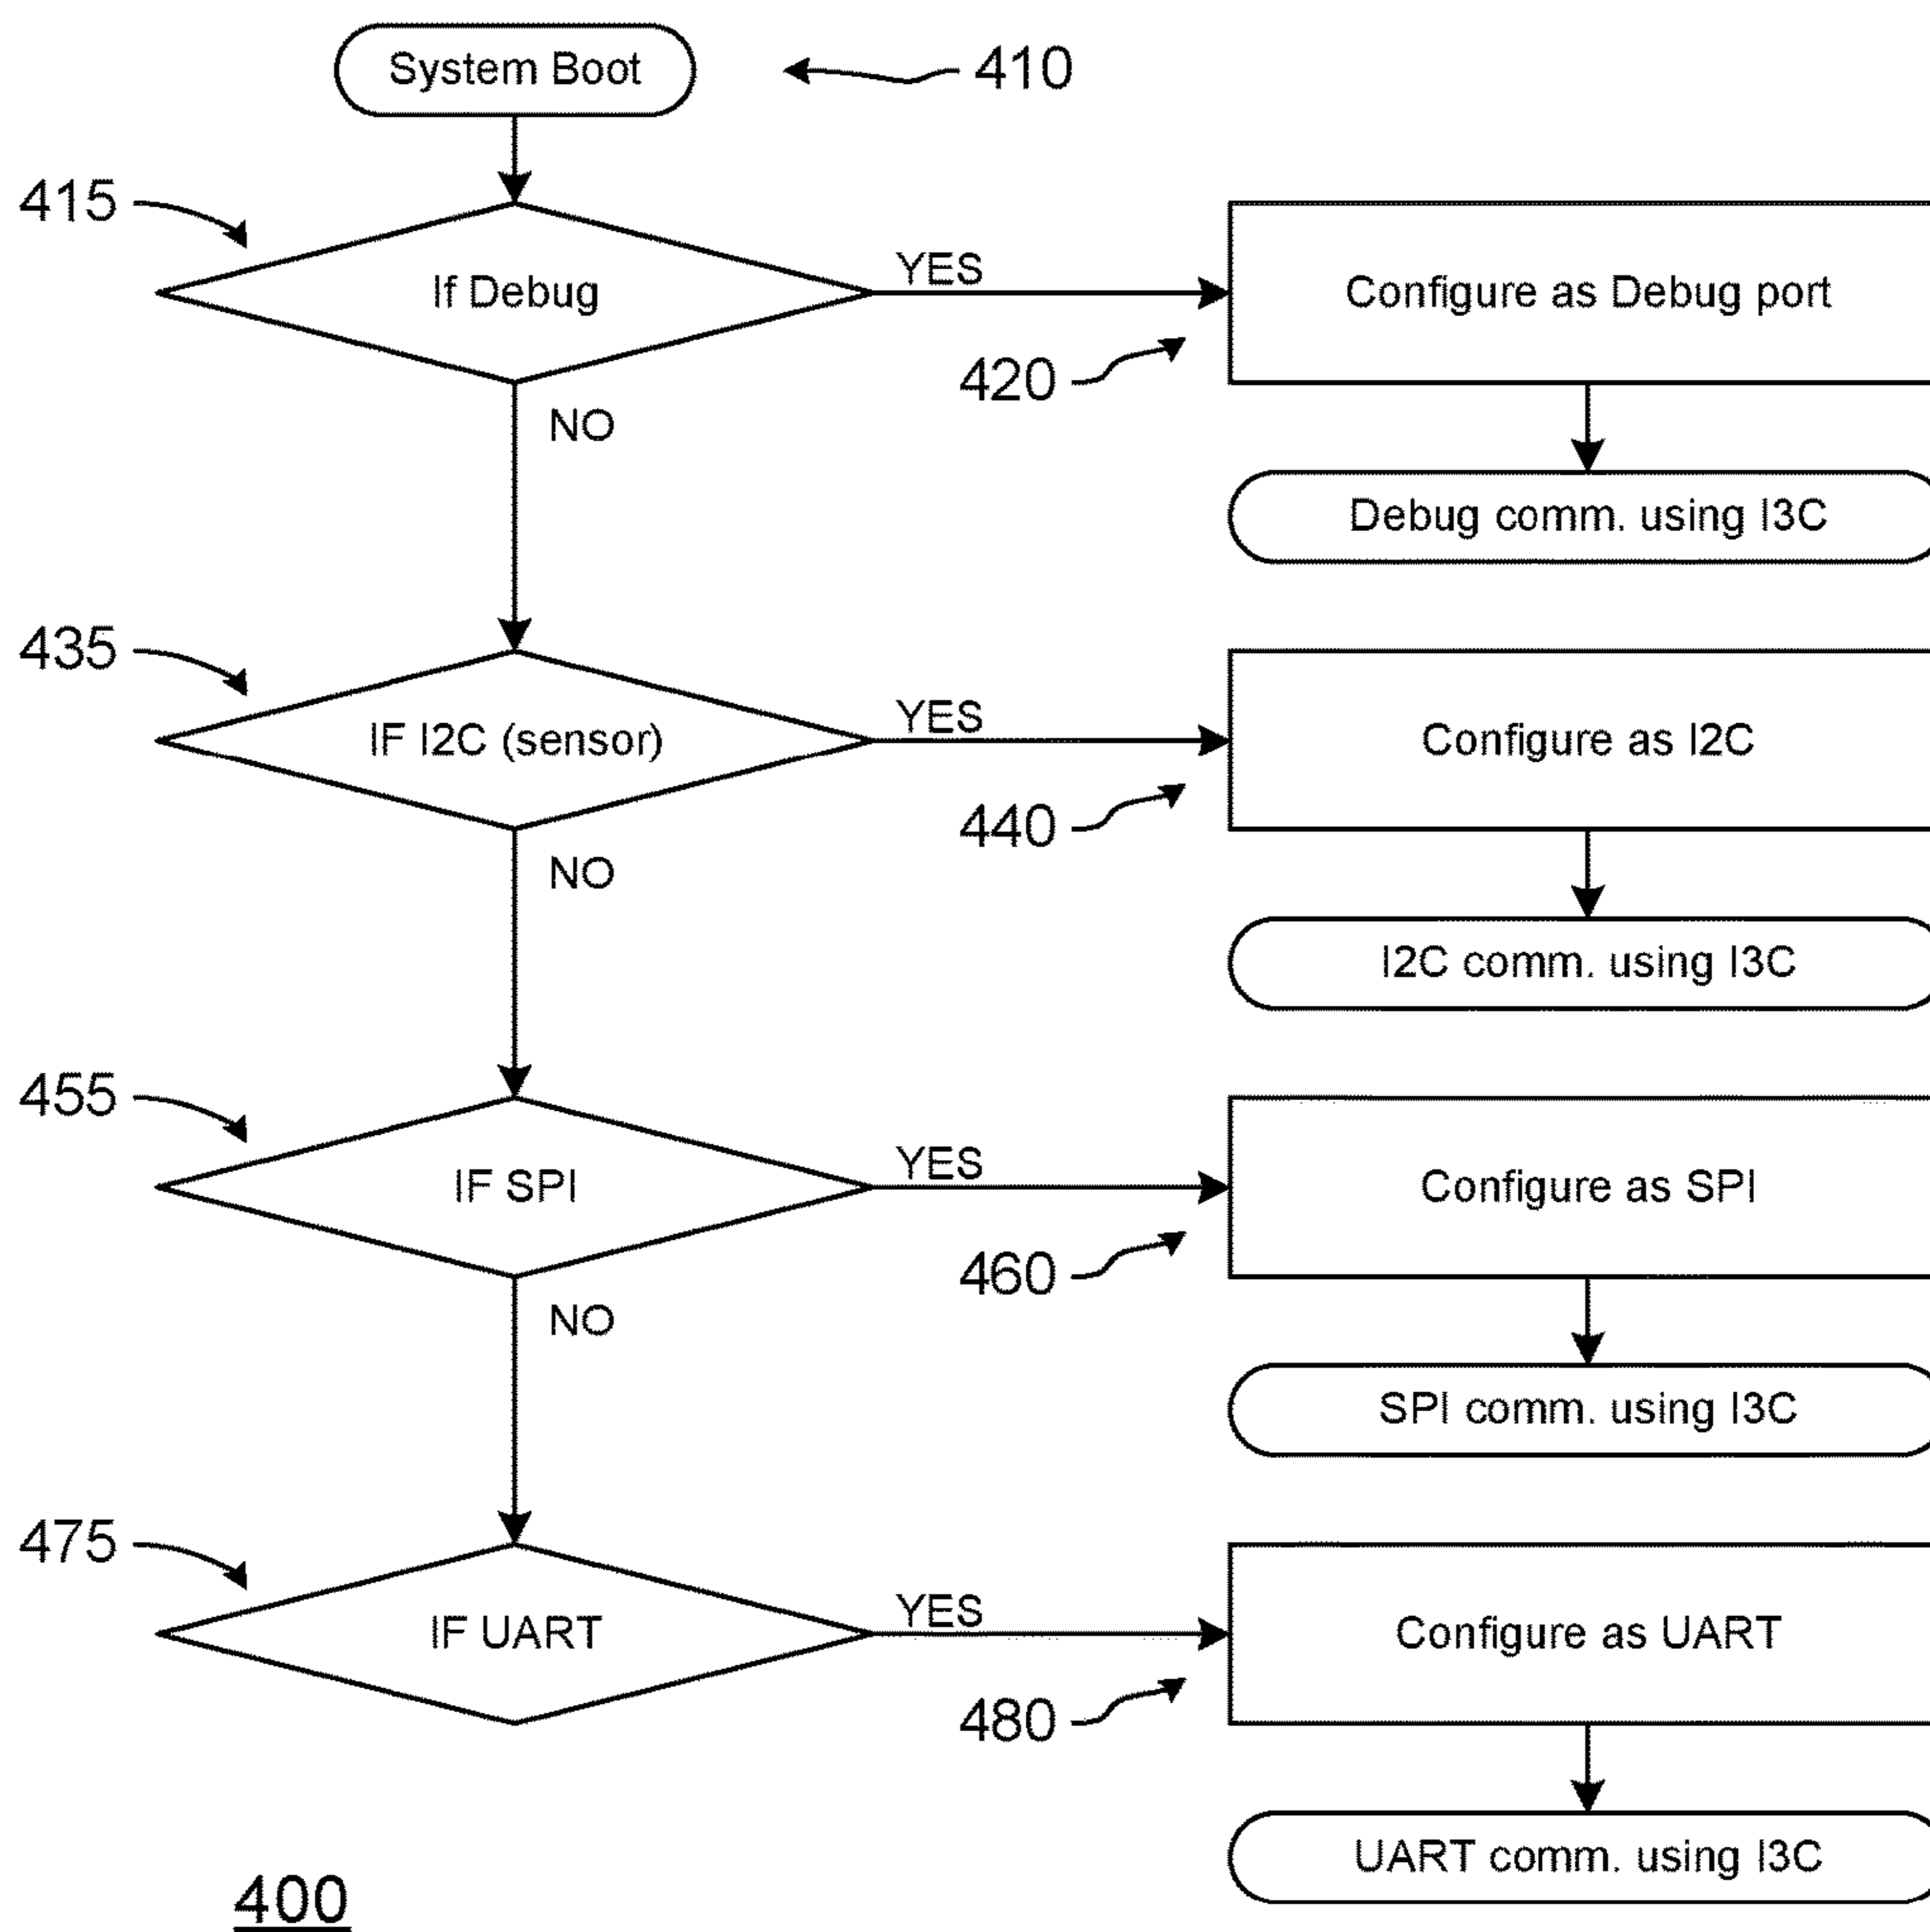 System Boot
410
415
If Debug
YES
Configure as Debug port
420
NO
Debug comm. using I3C
435
IF I2C (sensor)
YES
Configure as I2C
440
NO
I2C comm. using I3C
455
IF SPI
YES
Configure as SPI
460
NO
SPI comm. using I3C
475
IF UART
YES
Configure as UART
480
UART comm. using I3C
400